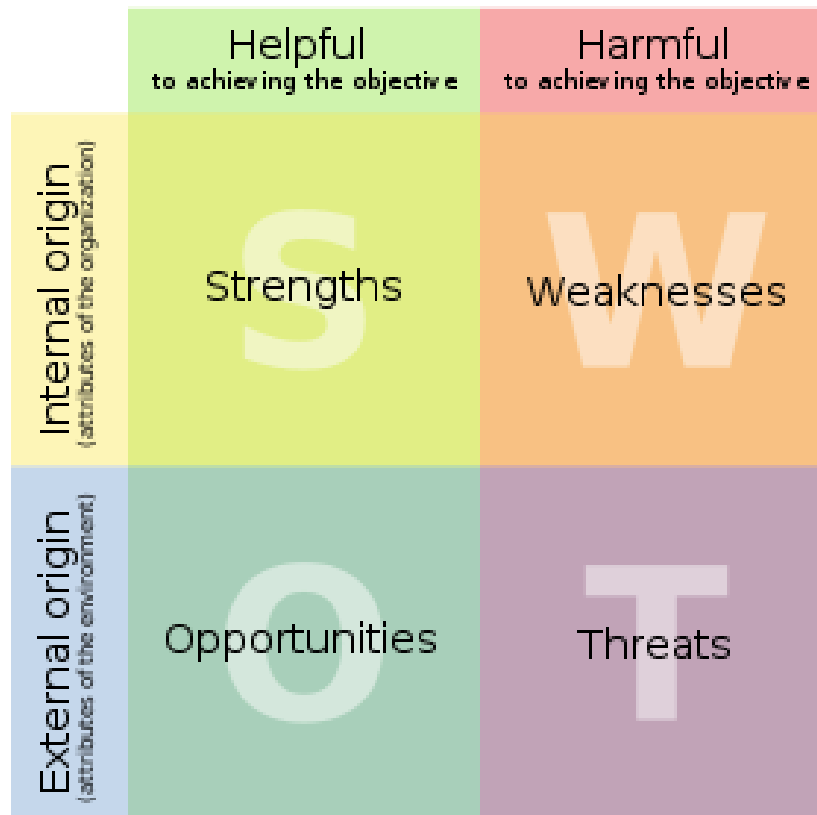 Helpful
to achieving the objective
Harmful
to achieving the objective
Internal origin
(attributes of the organization)
S
Strengths
W
Weaknesses
External origin
(attributes of the environment)
O
Opportunities
T
Threats